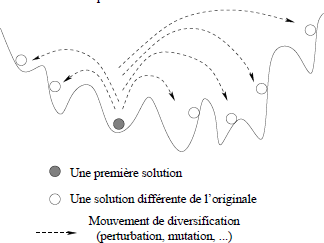 Une première solution
Une solution différente de l'originale
Mouvement de diversification
(perturbation, mutation, ...)